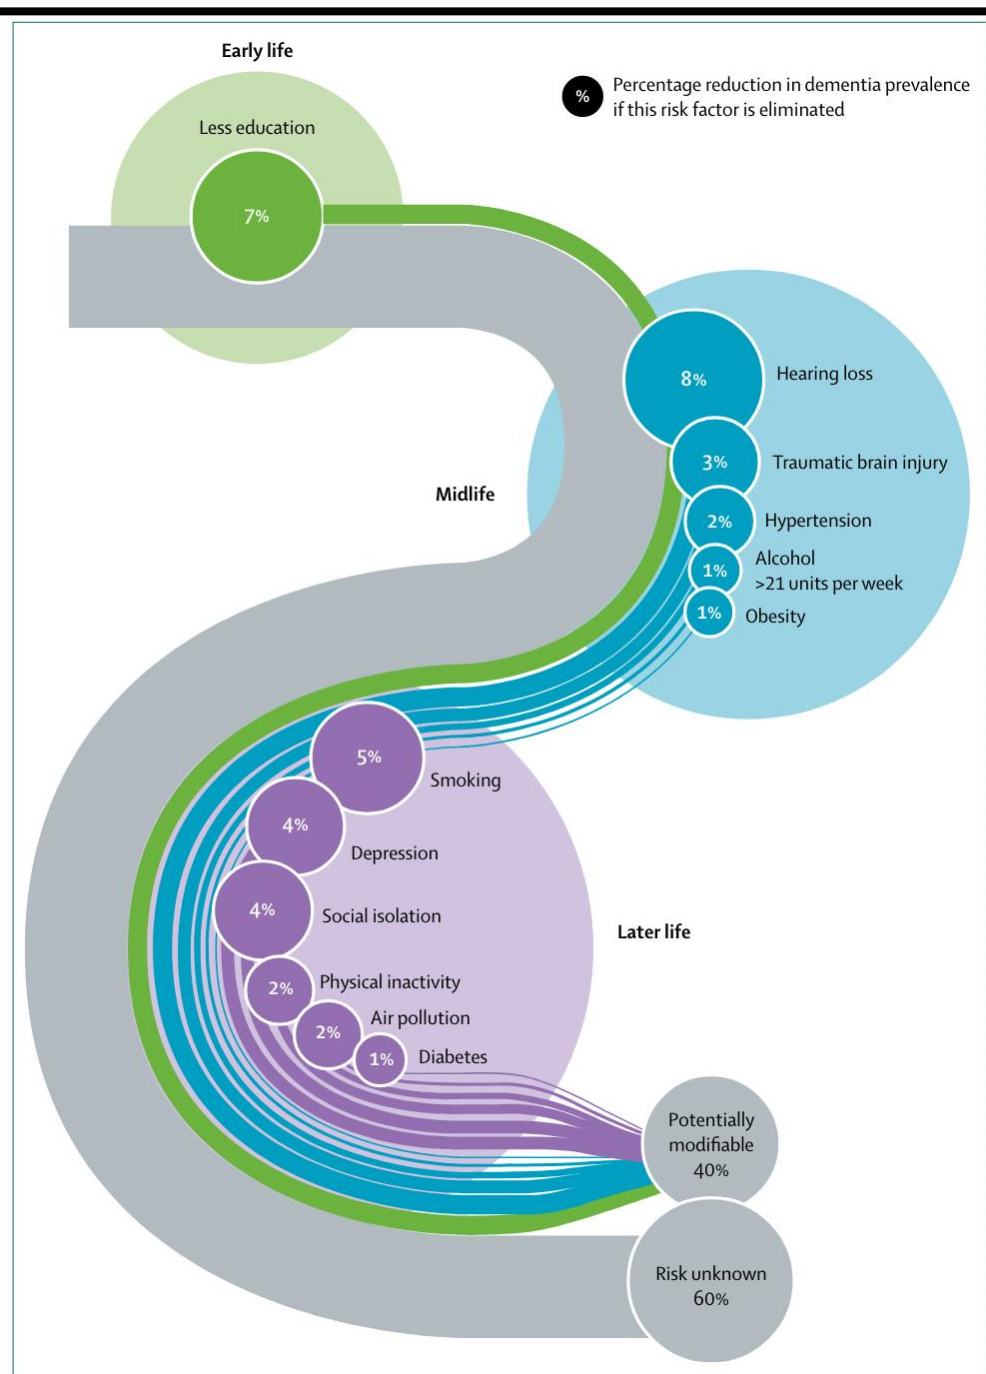 Early life
%
Percentage reduction in dementia prevalence
if this risk factor is eliminated
Less education
7%
8%
Hearing loss
3%
Traumatic brain injury
Midlife
2%
Hypertension
1%
Alcohol
>21 units per week
1%
Obesity
5%
Smoking
4%
Depression
4%
Social isolation
Later life
2%
Physical inactivity
2%
Air pollution
1%
Diabetes
Potentially
modifiable
40%
Risk unknown
60%